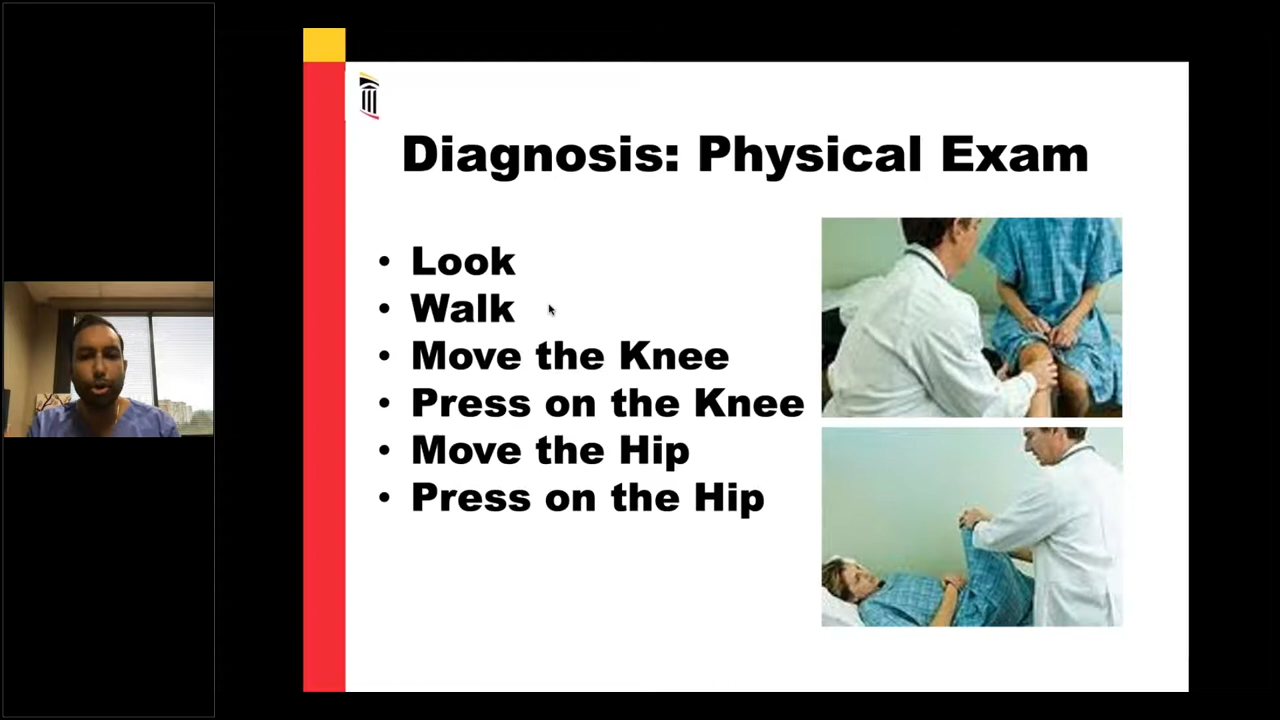 Diagnosis: Physical Exam
• Look
• Walk
• Move the Knee
• Press on the Knee
• Move the Hip
• Press on the Hip